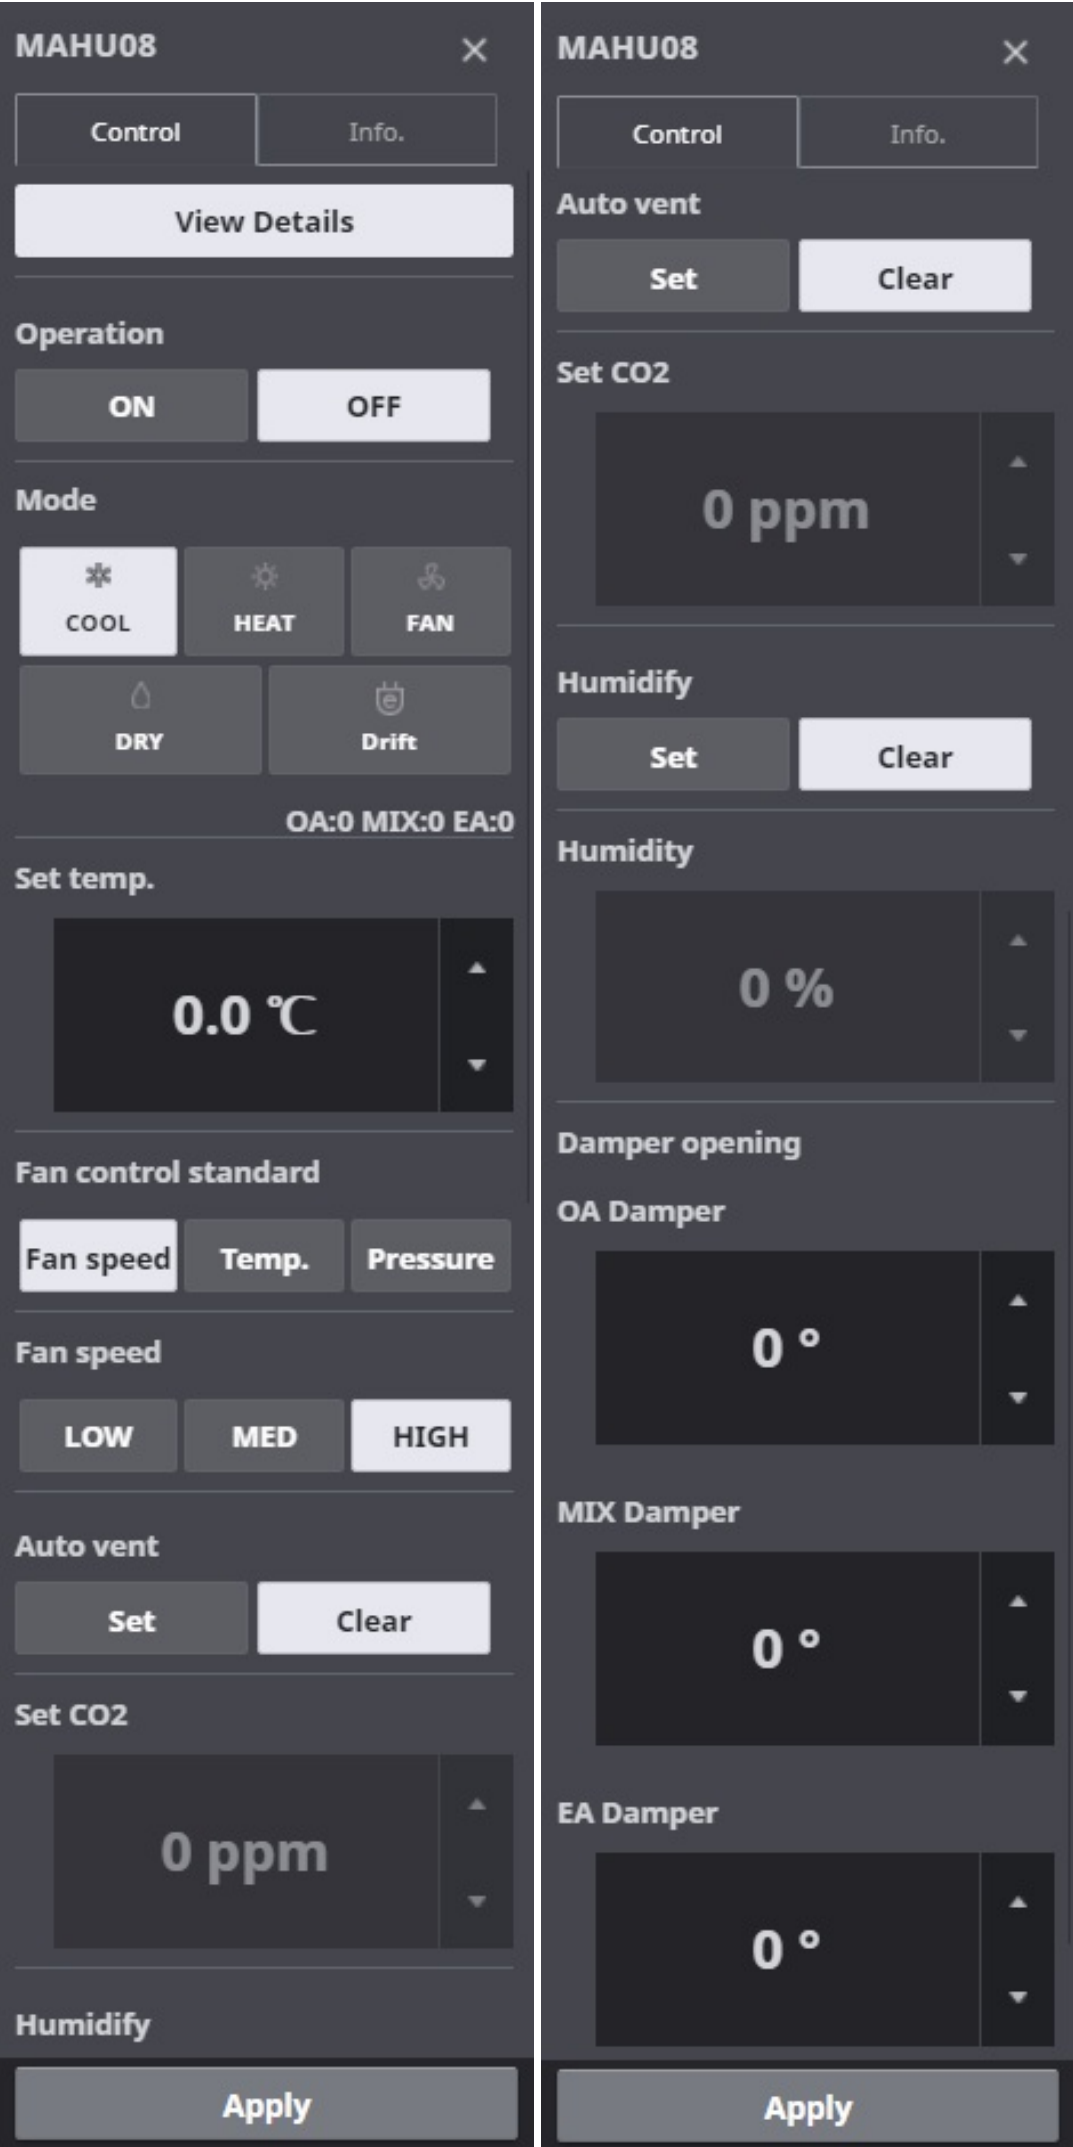 MAHU08
Control Info.
View Details
Operation
ON OFF
Mode
COOL HEAT FAN
DRY Drift
OA:0 MIX:0 EA:0
Set temp.
0.0 ℃
Fan control standard
Fan speed Temp. Pressure
Fan speed
LOW MED HIGH
Auto vent
Set Clear
Set CO2
0 ppm
Humidify
Apply
MAHU08
Control Info.
Auto vent
Set Clear
Set CO2
0 ppm
Humidify
Set Clear
Humidity
0 %
Damper opening
OA Damper
0 °
MIX Damper
0 °
EA Damper
0 °
Apply